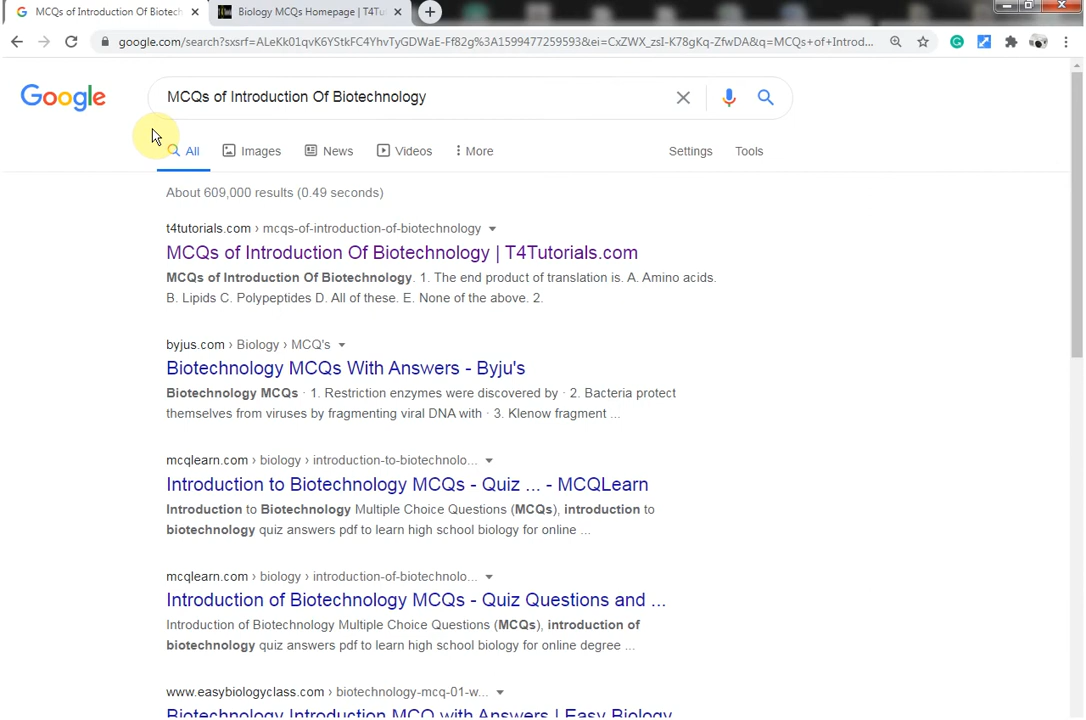 MCQs of Introduction Of Biotech
Biology MCQs Homepage | T4Tu
google.com/search?sxsrf=ALeKk01qvK6YStkFC4YhvTyGDWaE-Ff82g%3A1599477259593&ei=CxZWX_zsI-K78gKq-ZfwDA&q=MCQs+of+Introd...
Google
MCQs of Introduction Of Biotechnology
All
Images
News
Videos
More
Settings
Tools
About 609,000 results (0.49 seconds)
t4tutorials.com › mcqs-of-introduction-of-biotechnology
MCQs of Introduction Of Biotechnology | T4Tutorials.com
MCQs of Introduction Of Biotechnology. 1. The end product of translation is. A. Amino acids.
B. Lipids C. Polypeptides D. All of these. E. None of the above. 2.
byjus.com › Biology › MCQ's
Biotechnology MCQs With Answers - Byju's
Biotechnology MCQs · 1. Restriction enzymes were discovered by · 2. Bacteria protect
themselves from viruses by fragmenting viral DNA with · 3. Klenow fragment ...
mcqlearn.com › biology › introduction-to-biotechnolo...
Introduction to Biotechnology MCQs - Quiz ... - MCQLearn
Introduction to Biotechnology Multiple Choice Questions (MCQs), introduction to
biotechnology quiz answers pdf to learn high school biology for online ...
mcqlearn.com › biology › introduction-of-biotechnolo...
Introduction of Biotechnology MCQs - Quiz Questions and ...
Introduction of Biotechnology Multiple Choice Questions (MCQs), introduction of
biotechnology quiz answers pdf to learn high school biology for online degree ...
www.easybiologyclass.com › biotechnology-mcq-01-w...
Biotechnology Introduction MCQ with Answers | Easy Biology